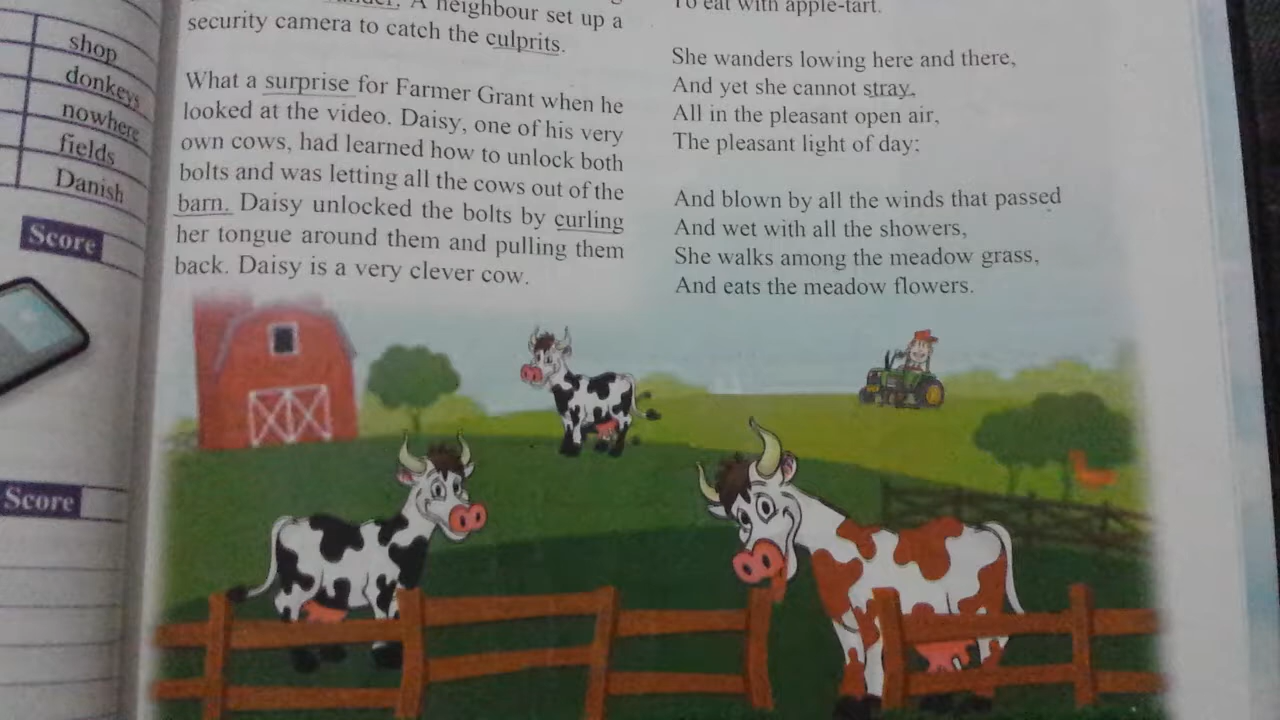 shop
donkeys
nowhere
fields
Danish
Score
Score
A neighbour set up a
security camera to catch the culprits.
What a surprise for Farmer Grant when he
looked at the video. Daisy, one of his very
own cows, had learned how to unlock both
bolts and was letting all the cows out of the
barn. Daisy unlocked the bolts by curling
her tongue around them and pulling them
back. Daisy is a very clever cow.
To eat with apple-tart.
She wanders lowing here and there,
And yet she cannot stray,
All in the pleasant open air,
The pleasant light of day;
And blown by all the winds that passed
And wet with all the showers,
She walks among the meadow grass,
And eats the meadow flowers.